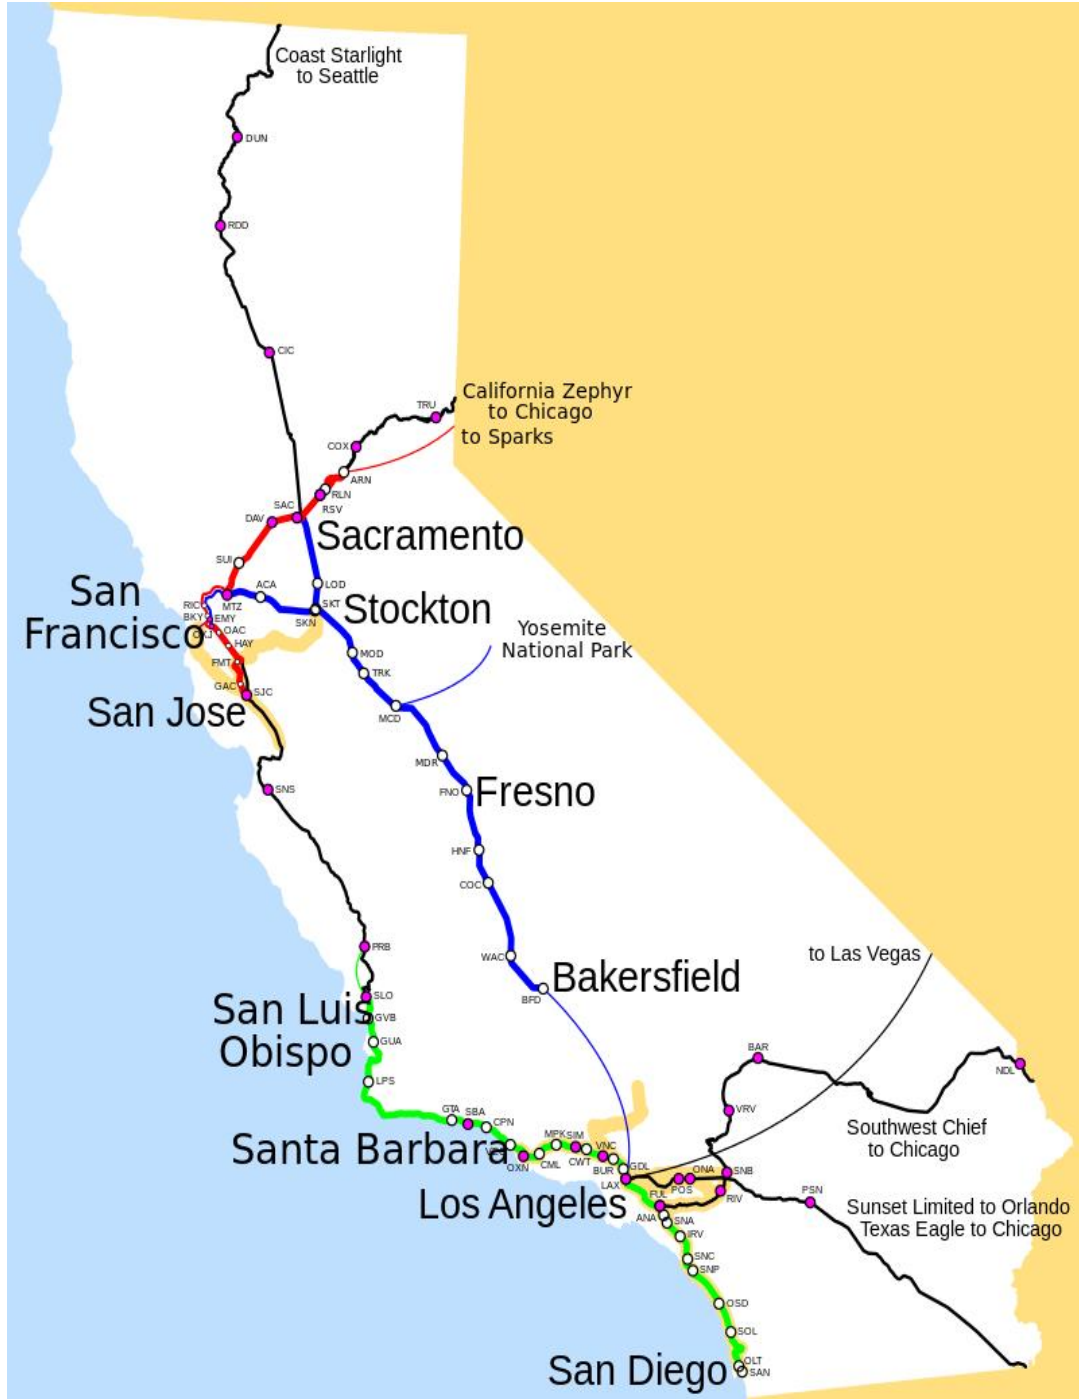 Coast Starlight
to Seattle
DUN
RDD
CIC
California Zephyr
to Chicago
to Sparks
TRU
COX
ARN
RLN
RSV
SAC
DAV
Sacramento
SUI
ACA
LOD
San
Francisco
RIC
MTZ
BKY
EMY
OKJ
OAC
HAY
SKT
SKN
Stockton
FMT
GAC
SJC
San Jose
MOD
TRK
Yosemite
National Park
MCD
MDR
FNO
Fresno
SNS
HNF
COC
PRB
WAC
BFD
Bakersfield
to Las Vegas
SLO
San Luis
Obispo
GVB
GUA
LPS
BAR
NDL
VRV
GTA
SBA
CPN
Santa Barbara
OXN
CML
MPK
SIM
CWT
VNC
BUR
GDL
LAX
Los Angeles
Southwest Chief
to Chicago
ONA
SNB
POS
RIV
PSN
FUL
Sunset Limited to Orlando
Texas Eagle to Chicago
ANA
SNA
IRV
SNC
SNP
OSD
SOL
OLT
SAN
San Diego